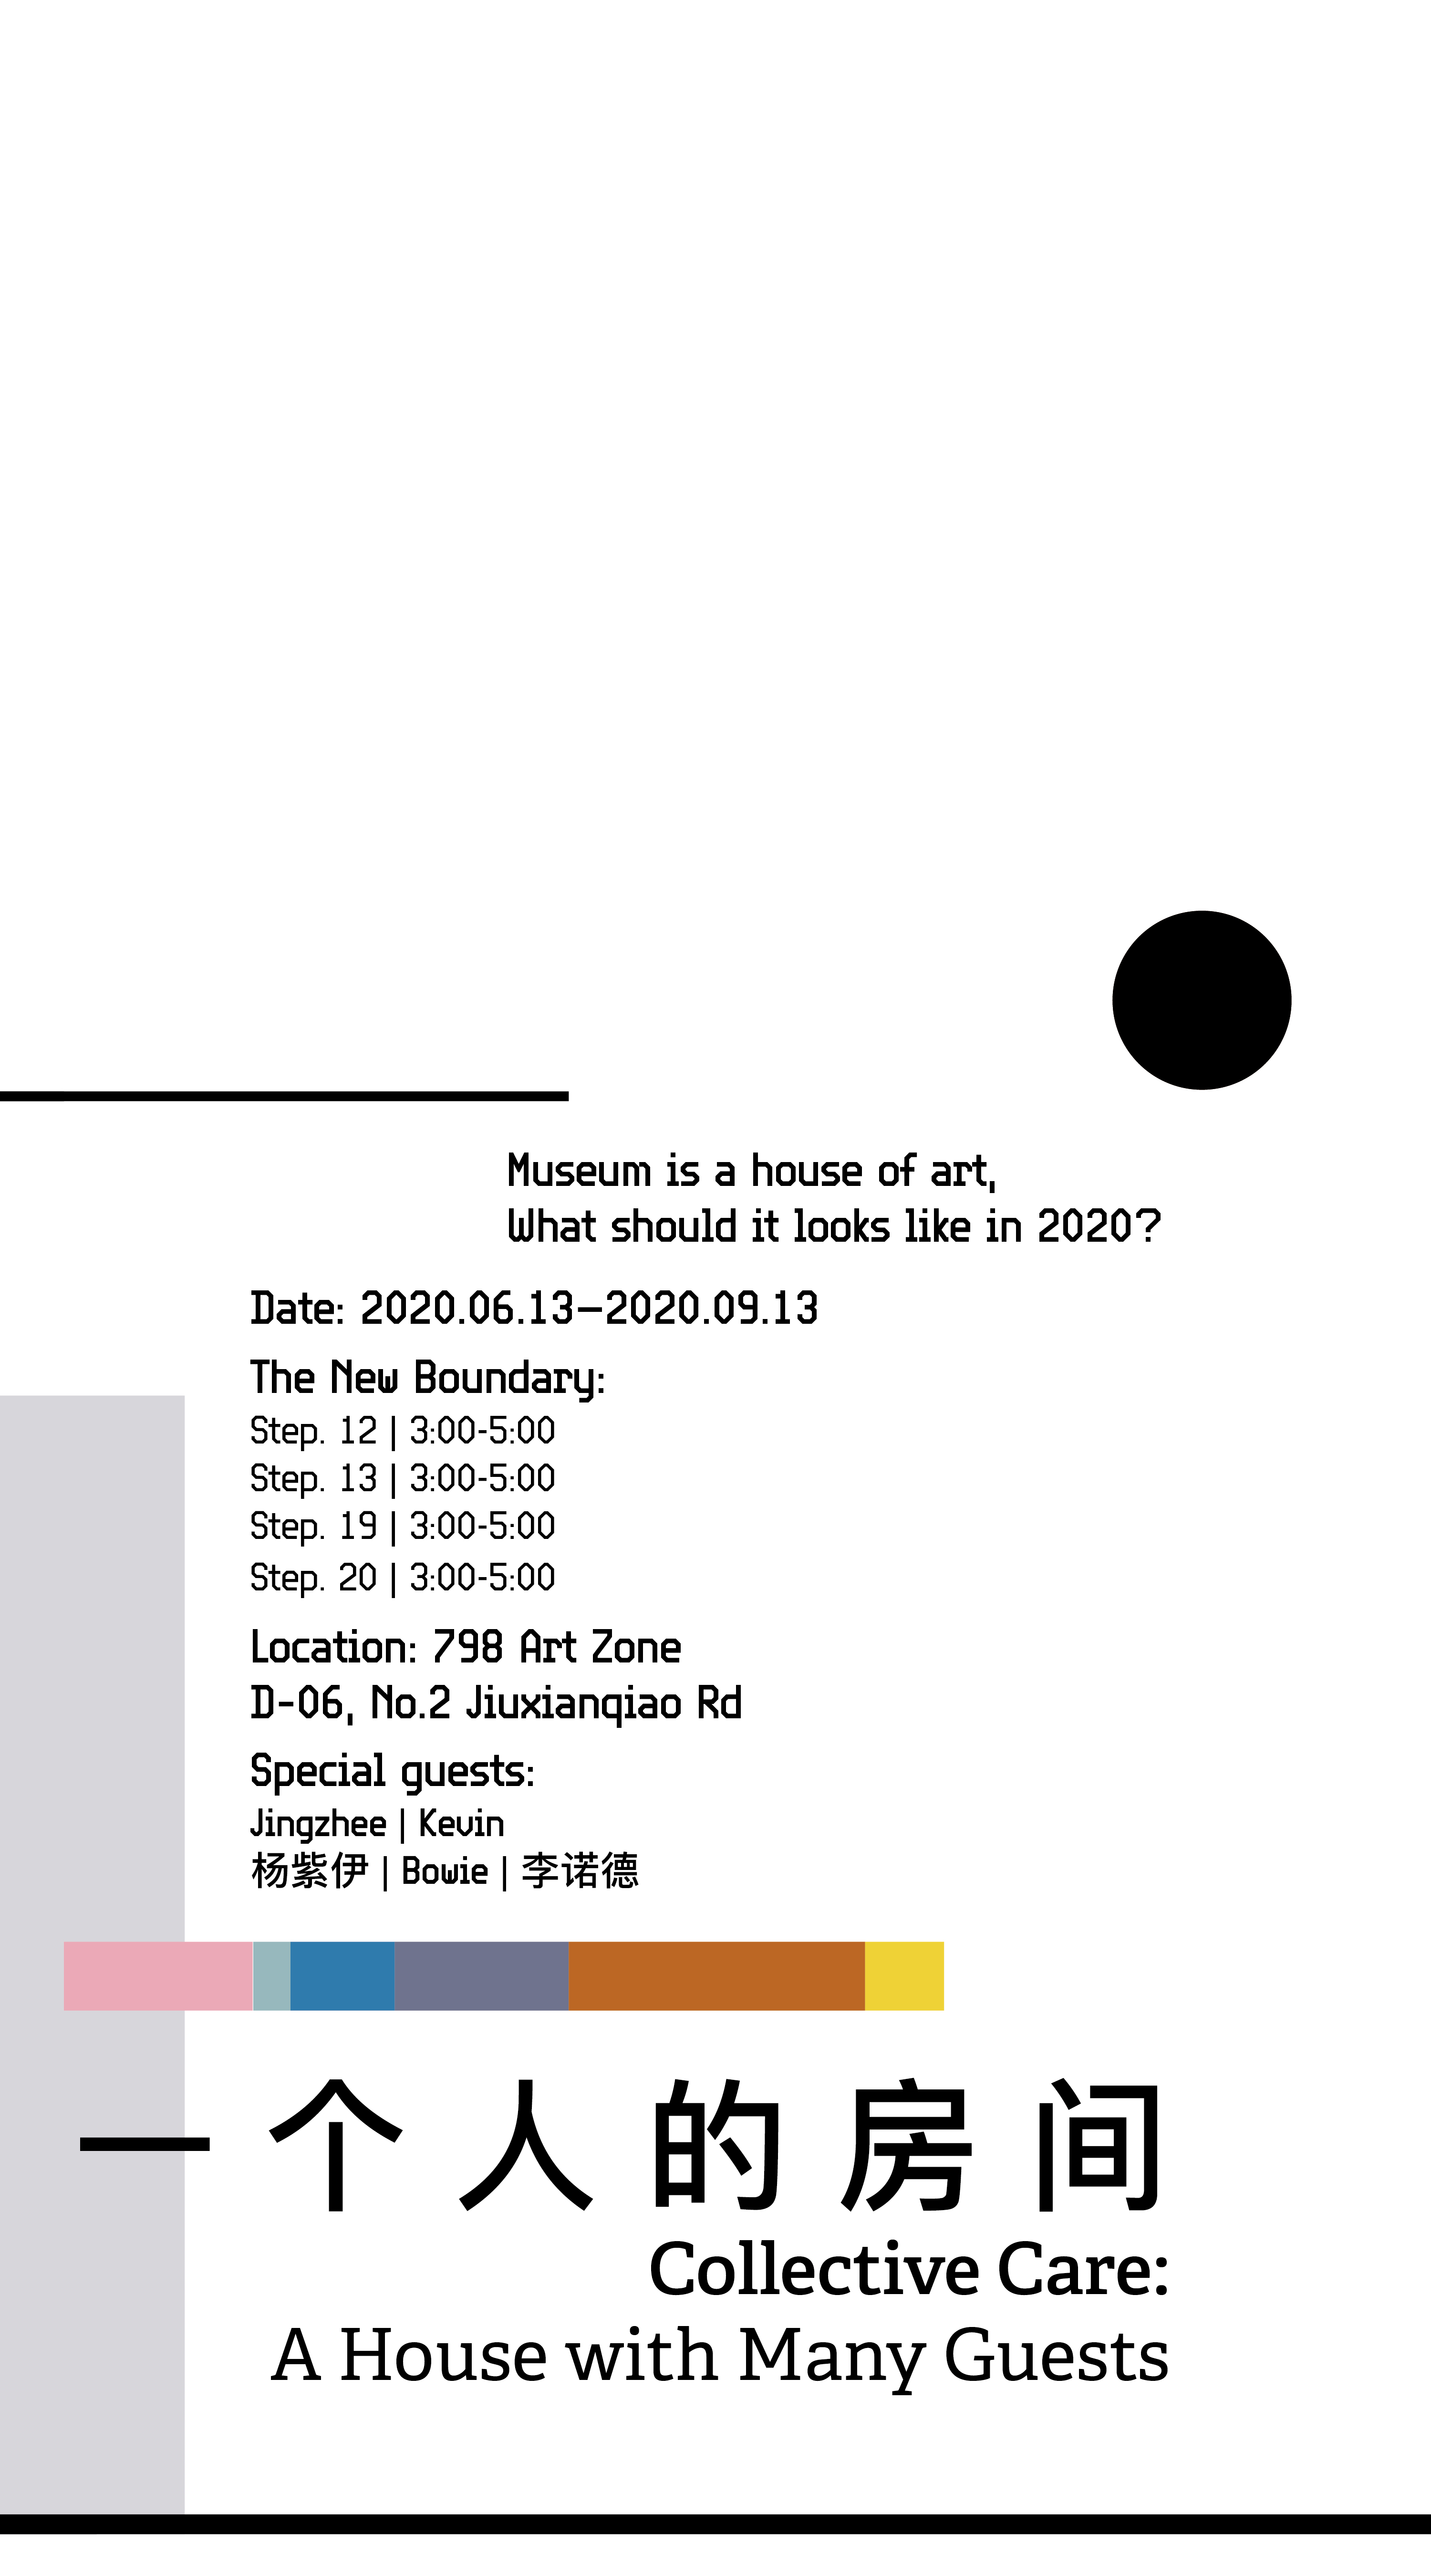 Museum is a house of art,
What should it looks like in 2020?
Date: 2020.06.13—2020.09.13
The New Boundary:
Step. 12 | 3:00-5:00
Step. 13 | 3:00-5:00
Step. 19 | 3:00-5:00
Step. 20 | 3:00-5:00
Location: 798 Art Zone
D-06, No.2 Jiuxianqiao Rd
Special guests:
Jingzhee | Kevin
杨紫伊 | Bowie | 李诺德
一个人的房间
Collective Care:
A House with Many Guests